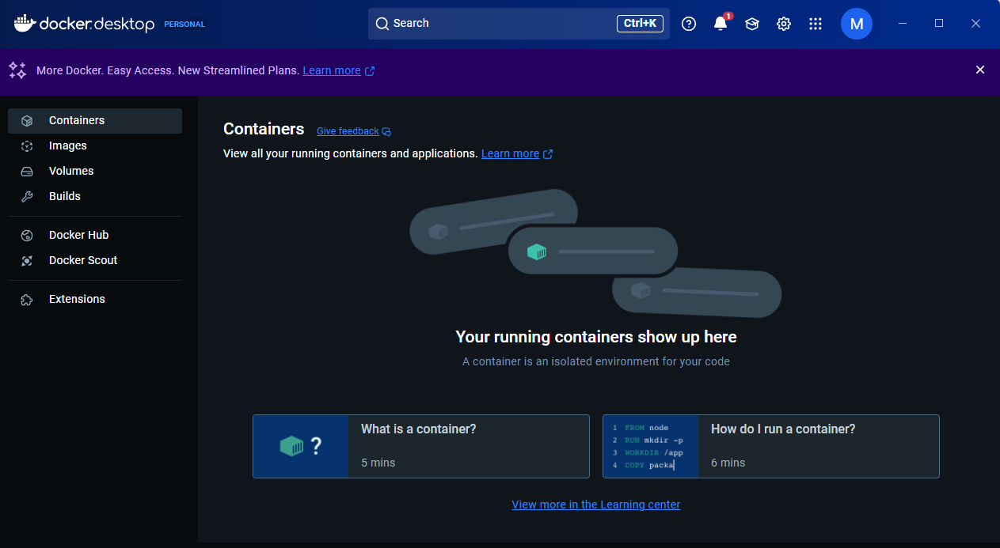 docker.desktop PERSONAL
Search
Ctrl+K
1
M
More Docker. Easy Access. New Streamlined Plans. Learn more
Containers
Images
Volumes
Builds
Docker Hub
Docker Scout
Extensions
Containers
Give feedback
View all your running containers and applications. Learn more
Your running containers show up here
A container is an isolated environment for your code
?
What is a container?
5 mins
1 FROM node
2 RUN mkdir -p
3 WORKDIR /app
4 COPY packa
How do I run a container?
6 mins
View more in the Learning center